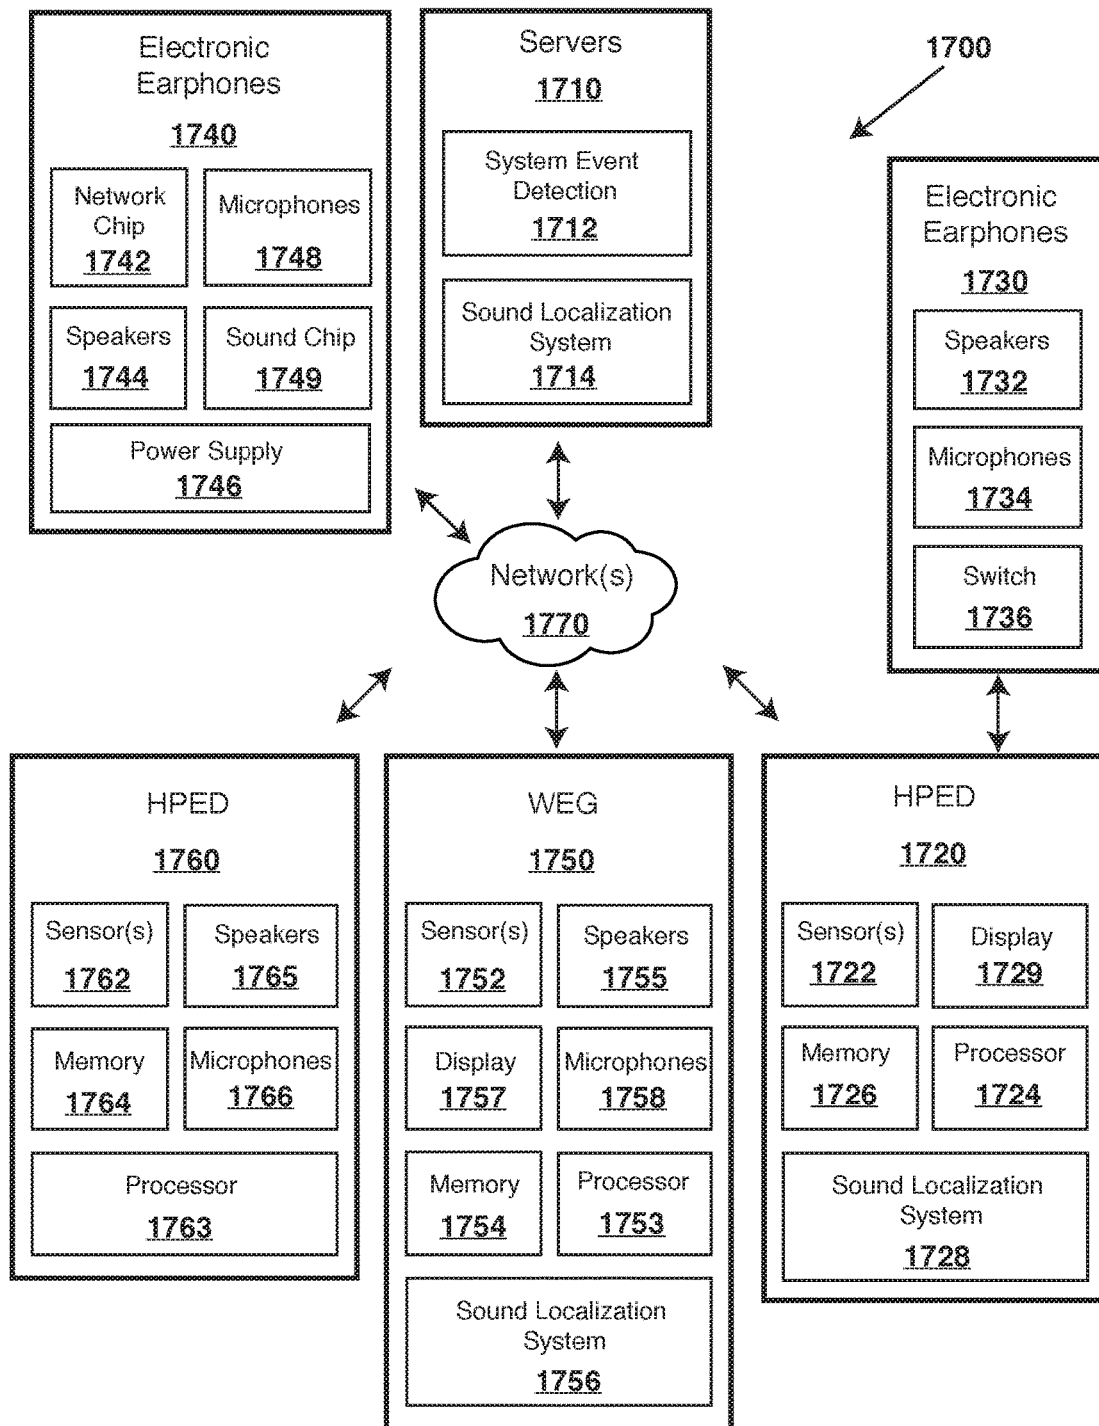 Electronic
Earphones
1740
Network
Chip
1742
Microphones
1748
Speakers
1744
Sound Chip
1749
Power Supply
1746
Servers
1710
System Event
Detection
1712
Sound Localization
System
1714
1700
Electronic
Earphones
1730
Speakers
1732
Microphones
1734
Switch
1736
Network(s)
1770
HPED
1760
Sensor(s)
1762
Speakers
1765
Memory
1764
Microphones
1766
Processor
1763
WEG
1750
Sensor(s)
1752
Speakers
1755
Display
1757
Microphones
1758
Memory
1754
Processor
1753
Sound Localization
System
1756
HPED
1720
Sensor(s)
1722
Display
1729
Memory
1726
Processor
1724
Sound Localization
System
1728